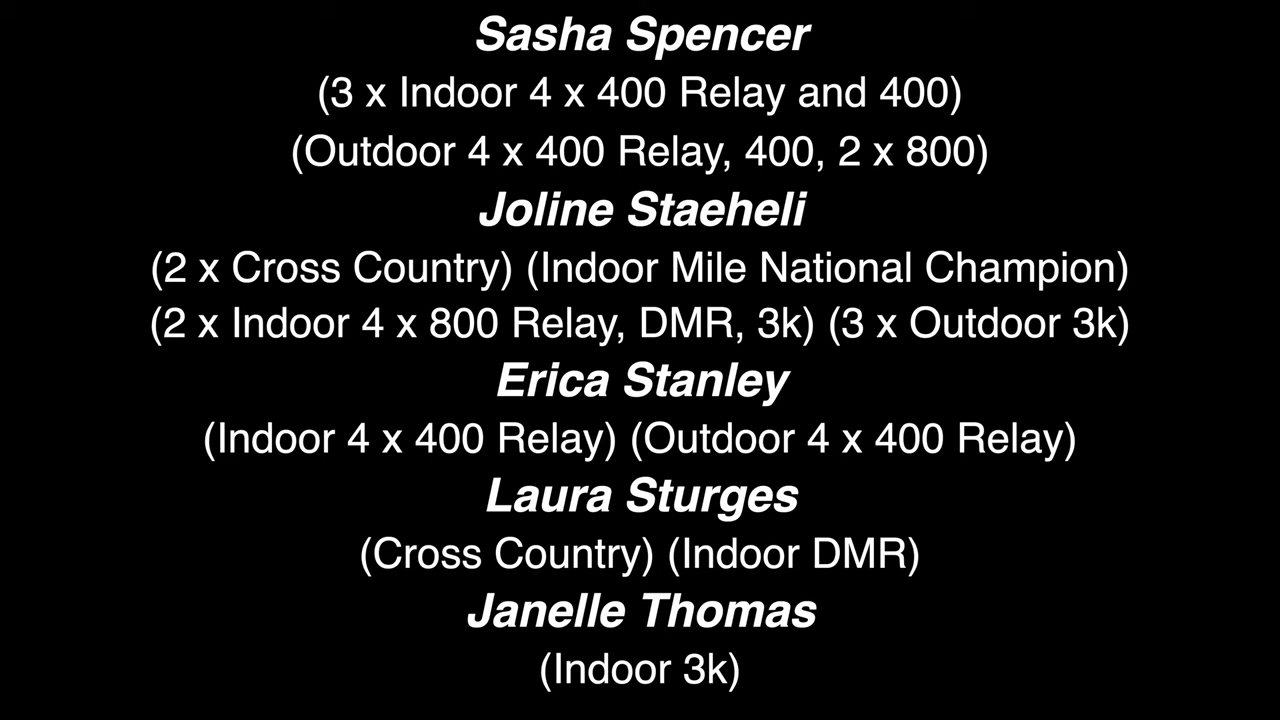 Sasha Spencer
(3 x Indoor 4 x 400 Relay and 400)
(Outdoor 4 x 400 Relay, 400, 2 x 800)
Joline Staeheli
(2 x Cross Country) (Indoor Mile National Champion)
(2 x Indoor 4 x 800 Relay, DMR, 3k) (3 x Outdoor 3k)
Erica Stanley
(Indoor 4 x 400 Relay) (Outdoor 4 x 400 Relay)
Laura Sturges
(Cross Country) (Indoor DMR)
Janelle Thomas
(Indoor 3k)